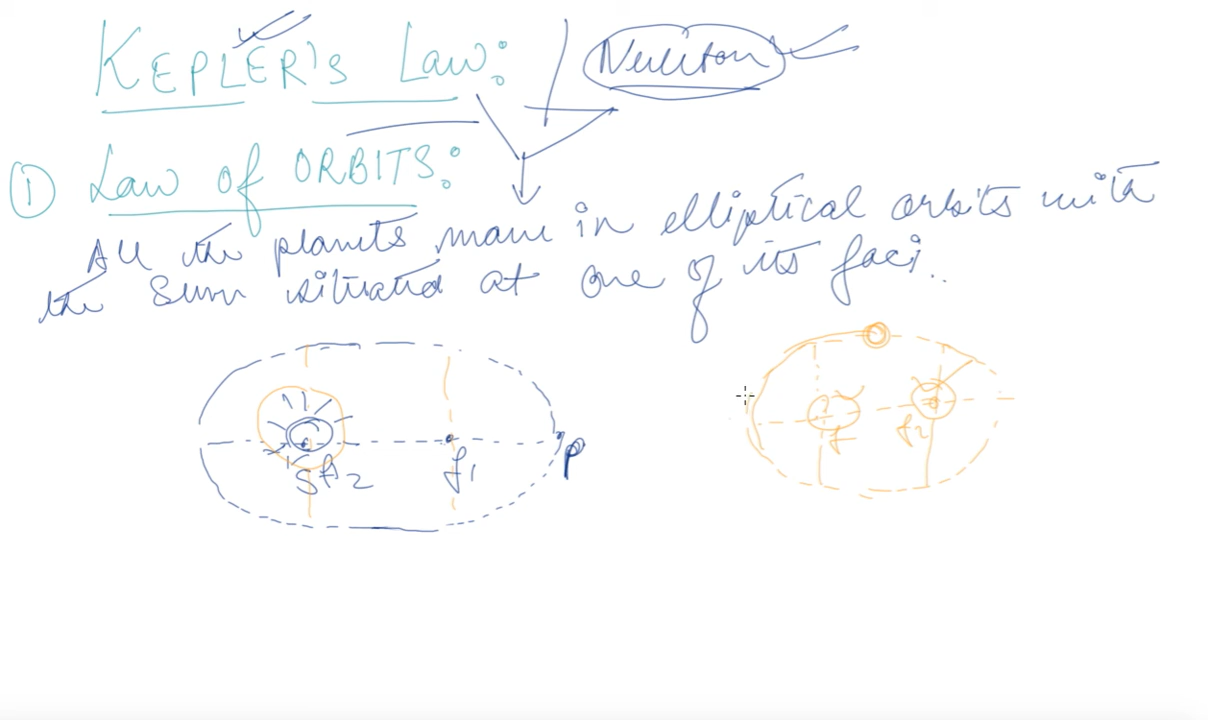 KEPLER's Law: / Newton
① Law of ORBITS:
All the planets move in elliptical orbits with
the Sun situated at one of its foci.
S f2 f1 P
f f2